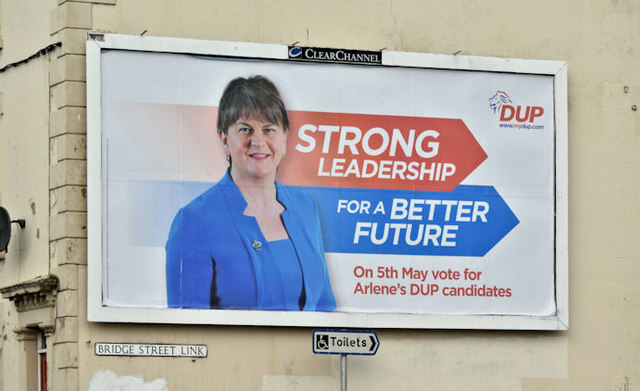 CLEARCHANNEL
DUP
www.mydup.com
STRONG
LEADERSHIP
FOR A BETTER
FUTURE
On 5th May vote for
Arlene's DUP candidates
BRIDGE STREET LINK
Toilets